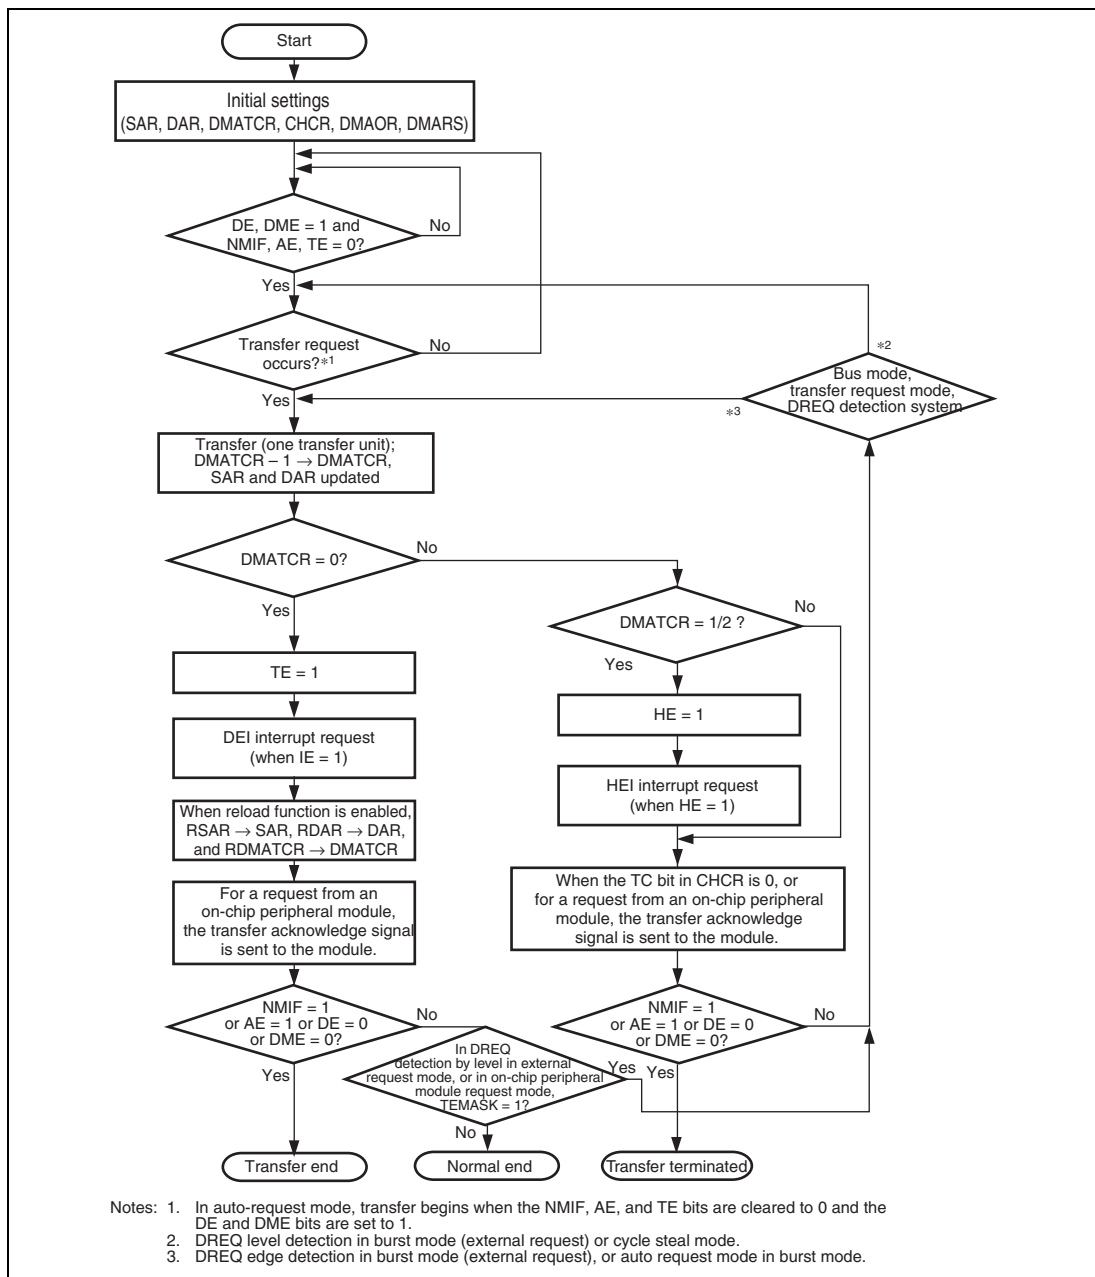 Start
Initial settings
(SAR, DAR, DMATCR, CHCR, DMAOR, DMARS)
DE, DME = 1 and
NMIF, AE, TE = 0?
No
Yes
Transfer request
occurs?*1
No
Yes
*2
Bus mode,
transfer request mode,
DREQ detection system
*3
Transfer (one transfer unit);
DMATCR – 1 → DMATCR,
SAR and DAR updated
DMATCR = 0?
No
Yes
DMATCR = 1/2 ?
No
Yes
TE = 1
HE = 1
DEI interrupt request
(when IE = 1)
HEI interrupt request
(when HE = 1)
When reload function is enabled,
RSAR → SAR, RDAR → DAR,
and RDMATCR → DMATCR
For a request from an
on-chip peripheral module,
the transfer acknowledge signal
is sent to the module.
When the TC bit in CHCR is 0, or
for a request from an on-chip peripheral
module, the transfer acknowledge
signal is sent to the module.
NMIF = 1
or AE = 1 or DE = 0
or DME = 0?
No
Yes
In DREQ
detection by level in external
request mode, or in on-chip peripheral
module request mode,
TEMASK = 1?
Yes
No
NMIF = 1
or AE = 1 or DE = 0
or DME = 0?
No
Yes
Transfer end
Normal end
Transfer terminated
Notes: 1. In auto-request mode, transfer begins when the NMIF, AE, and TE bits are cleared to 0 and the
DE and DME bits are set to 1.
2. DREQ level detection in burst mode (external request) or cycle steal mode.
3. DREQ edge detection in burst mode (external request), or auto request mode in burst mode.